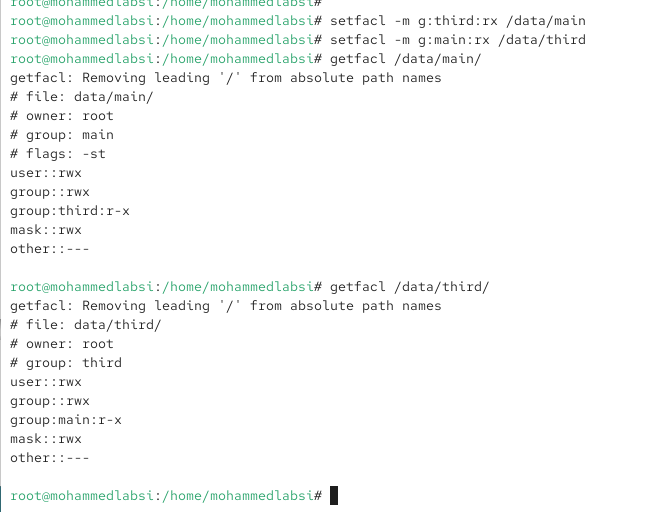 root@mohammedlabsi:/home/mohammedlabsi#
root@mohammedlabsi:/home/mohammedlabsi# setfacl -m g:third:rx /data/main
root@mohammedlabsi:/home/mohammedlabsi# setfacl -m g:main:rx /data/third
root@mohammedlabsi:/home/mohammedlabsi# getfacl /data/main/
getfacl: Removing leading '/' from absolute path names
# file: data/main/
# owner: root
# group: main
# flags: -st
user::rwx
group::rwx
group:third:r-x
mask::rwx
other::---
root@mohammedlabsi:/home/mohammedlabsi# getfacl /data/third/
getfacl: Removing leading '/' from absolute path names
# file: data/third/
# owner: root
# group: third
user::rwx
group::rwx
group:main:r-x
mask::rwx
other::---
root@mohammedlabsi:/home/mohammedlabsi#